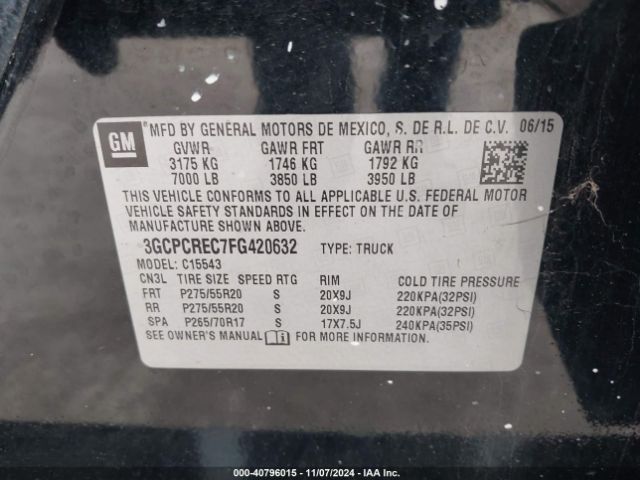 GM *MFD BY GENERAL MOTORS DE MEXICO, S. DE R.L. DE C.V. 06/15
GVWR GAWR FRT GAWR RR
3175 KG 1746 KG 1792 KG
7000 LB 3850 LB 3950 LB
THIS VEHICLE CONFORMS TO ALL APPLICABLE U.S. FEDERAL MOTOR
VEHICLE SAFETY STANDARDS IN EFFECT ON THE DATE OF
MANUFACTURE SHOWN ABOVE.
3GCPCREC7FG420632 TYPE: TRUCK
MODEL: C15543
CN3L TIRE SIZE SPEED RTG RIM COLD TIRE PRESSURE
FRT P275/55R20 S 20X9J 220KPA(32PSI)
RR P275/55R20 S 20X9J 220KPA(32PSI)
SPA P265/70R17 S 17X7.5J 240KPA(35PSI)
SEE OWNER'S MANUAL FOR MORE INFORMATION.
000-40796015 - 11/07/2024 - IAA Inc.